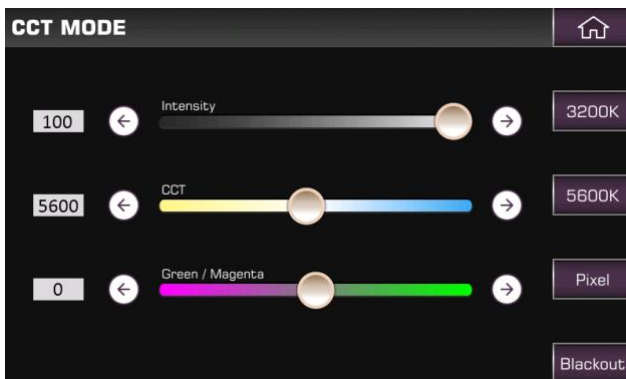 CCT MODE
Intensity
100
3200K
CCT
5600
5600K
Green / Magenta
0
Pixel
Blackout